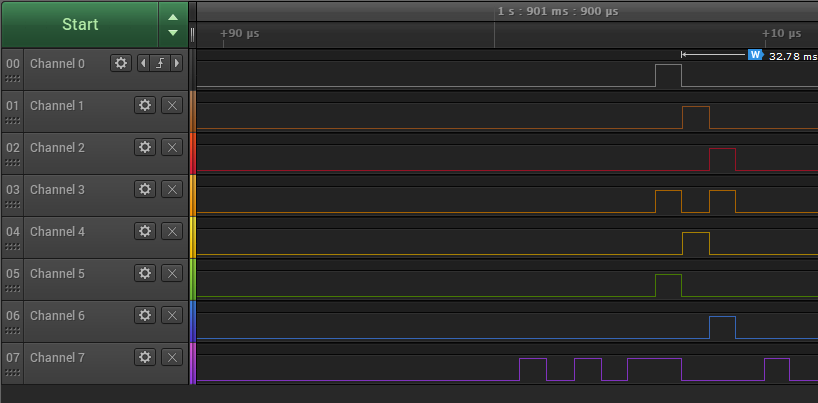 Start
1 s : 901 ms : 900 µs
+90 µs
+10 µs
00 Channel 0
W 32.78 ms
01 Channel 1
02 Channel 2
03 Channel 3
04 Channel 4
05 Channel 5
06 Channel 6
07 Channel 7